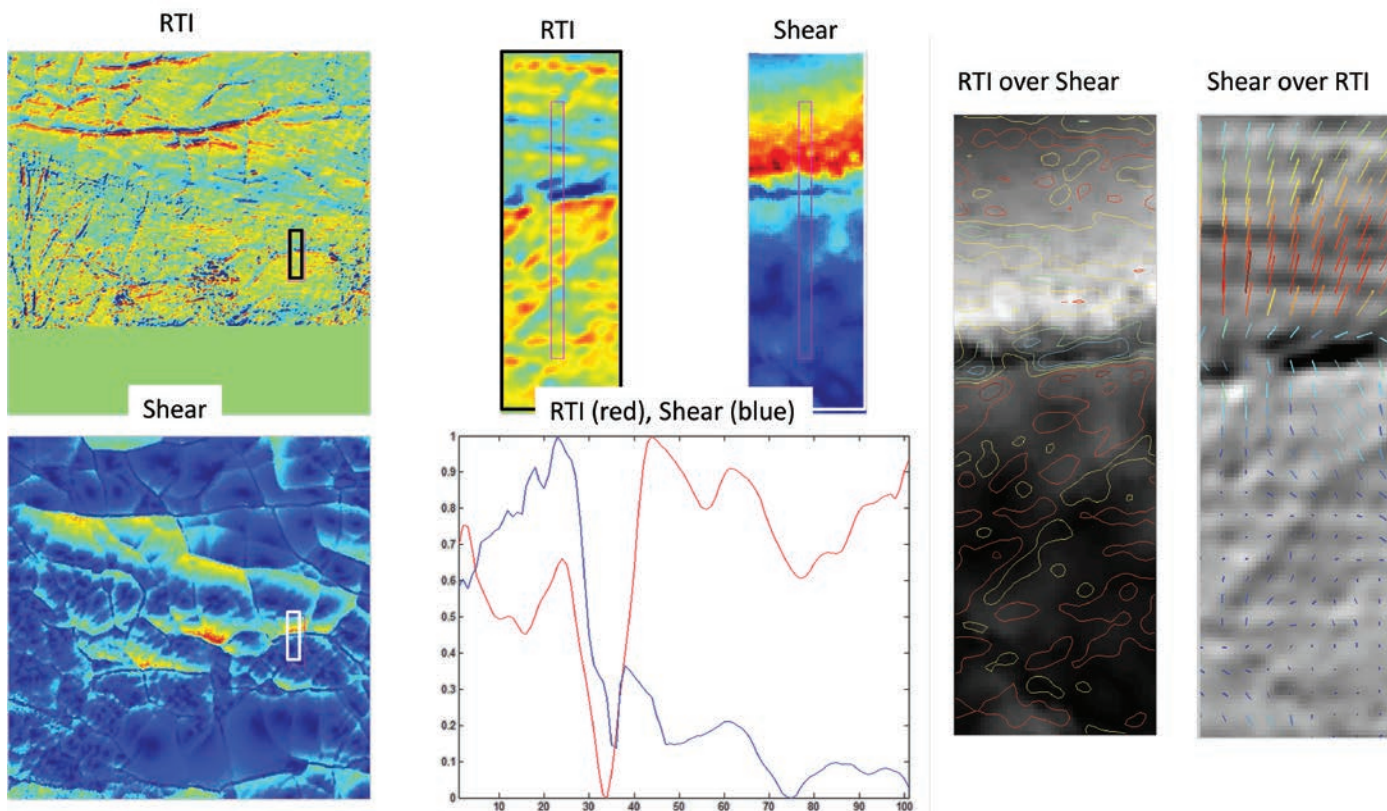 RTI
RTI
Shear
RTI over Shear
Shear over RTI
Shear
RTI (red), Shear (blue)
1
0.9
0.8
0.7
0.6
0.5
0.4
0.3
0.2
0.1
0
10 20 30 40 50 60 70 80 90 100